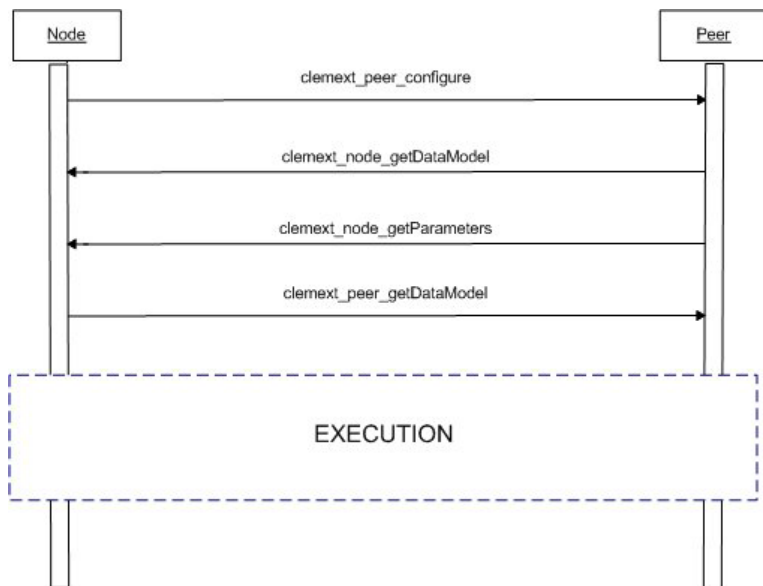 Node
Peer
clemext_peer_configure
clemext_node_getDataModel
clemext_node_getParameters
clemext_peer_getDataModel
EXECUTION